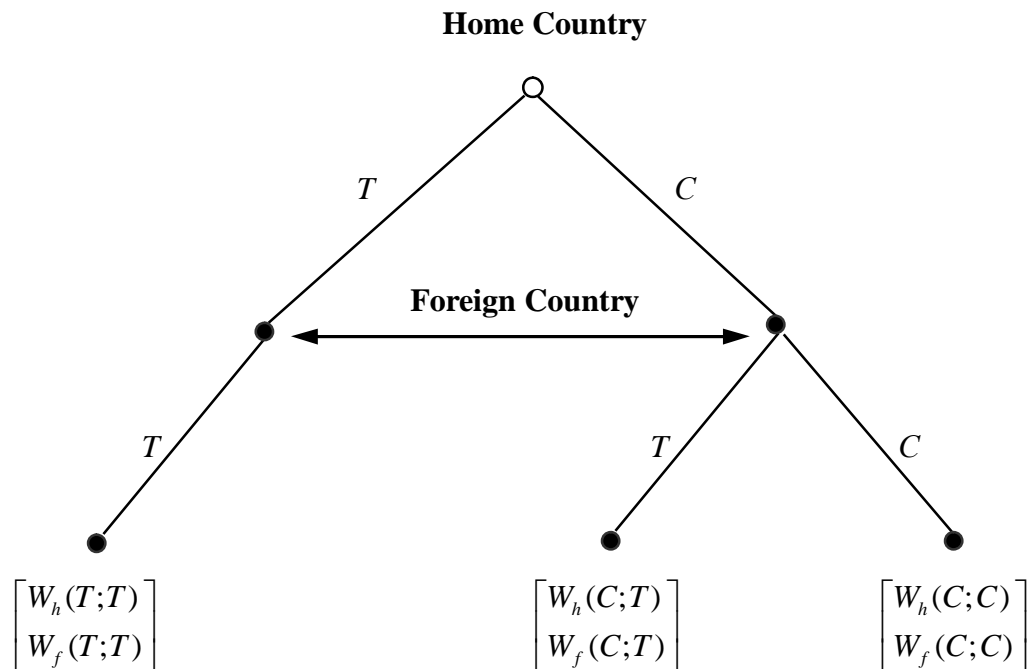 Home Country
T
C
Foreign Country
T
T
C
W_h(T;T)
W_f(T;T)
W_h(C;T)
W_f(C;T)
W_h(C;C)
W_f(C;C)